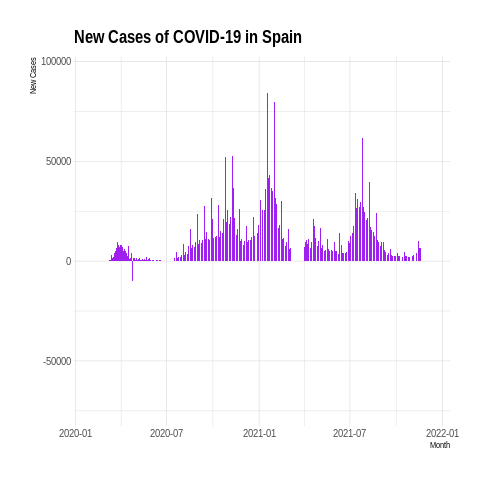 New Cases of COVID-19 in Spain
New Cases
100000
50000
0
-50000
2020-01 2020-07 2021-01 2021-07 2022-01
Month